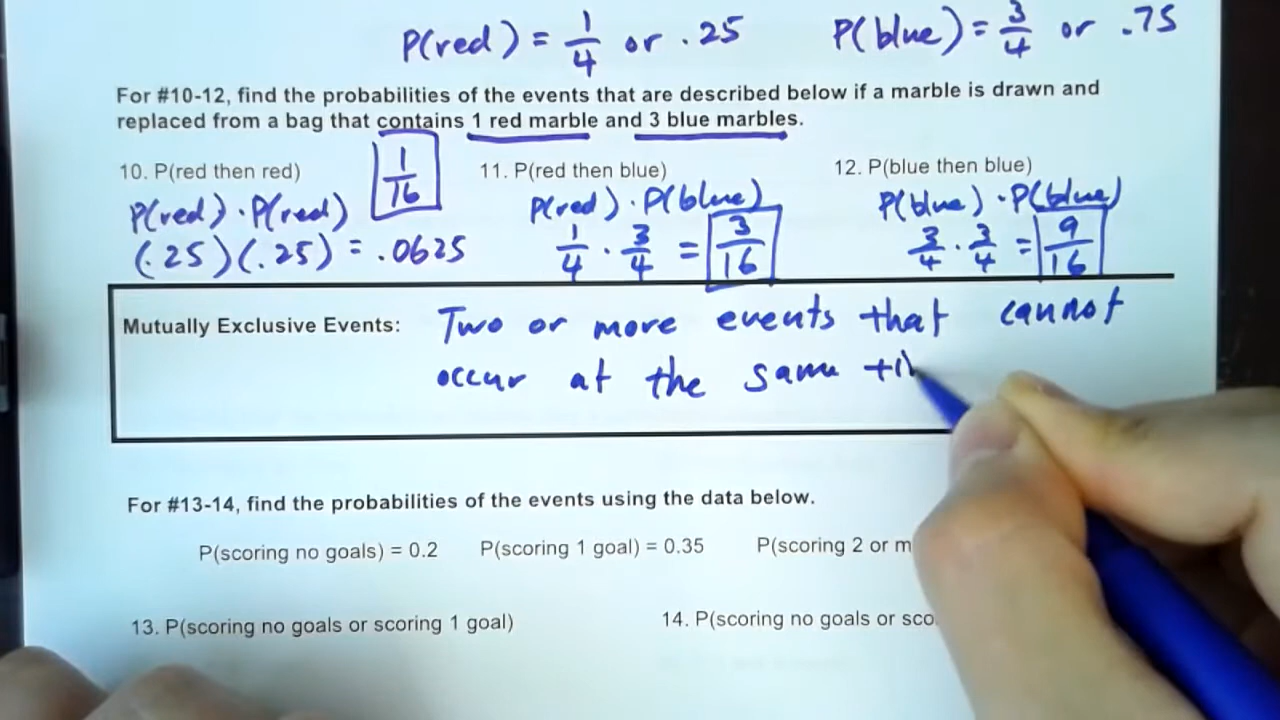 P(red) = 1/4 or .25 P(blue) = 3/4 or .75
For #10-12, find the probabilities of the events that are described below if a marble is drawn and
replaced from a bag that contains 1 red marble and 3 blue marbles.
10. P(red then red) 1/16 11. P(red then blue) 12. P(blue then blue)
P(red) · P(red) P(red) · P(blue) P(blue) · P(blue)
(.25)(.25) = .0625 1/4 · 3/4 = 3/16 3/4 · 3/4 = 9/16
Mutually Exclusive Events: Two or more events that cannot
occur at the same
For #13-14, find the probabilities of the events using the data below.
P(scoring no goals) = 0.2 P(scoring 1 goal) = 0.35 P(scoring 2 or m
13. P(scoring no goals or scoring 1 goal) 14. P(scoring no goals or sco